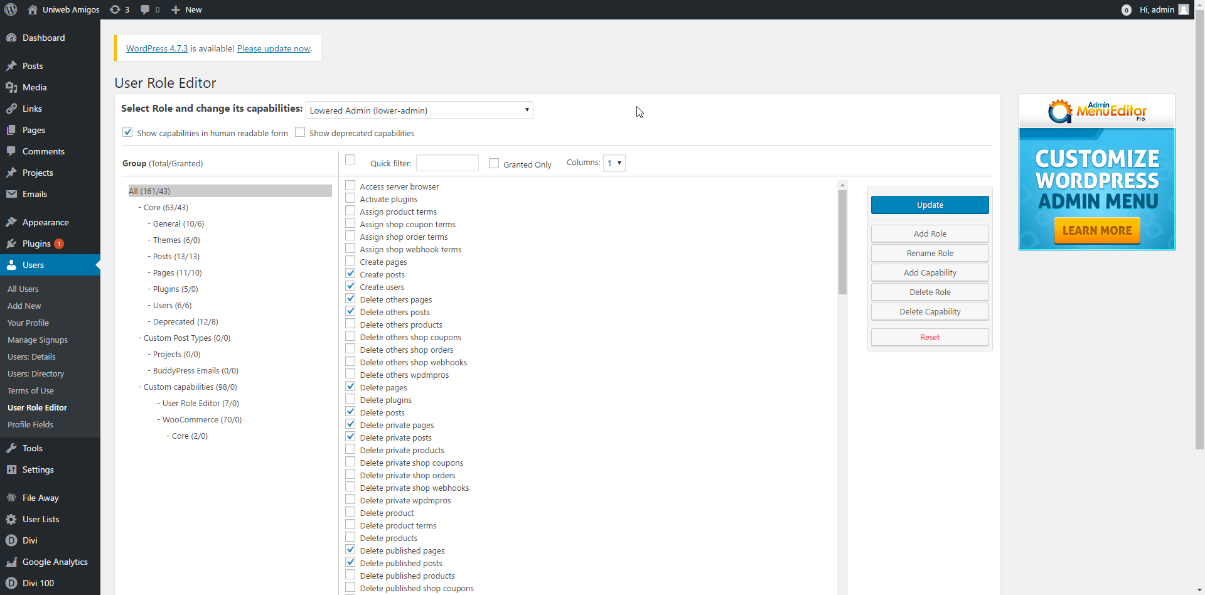 Uniweb Amigos 3 0 New 0 Hi, admin
Dashboard
Posts
Media
Links
Pages
Comments
Projects
Emails
Appearance
Plugins 1
Users
All Users
Add New
Your Profile
Manage Signups
Users: Details
Users: Directory
Terms of Use
User Role Editor
Profile Fields
Tools
Settings
File Away
User Lists
Divi
Google Analytics
Divi 100
WordPress 4.7.3 is available! Please update now.
User Role Editor
Select Role and change its capabilities: Lowered Admin (lower-admin)
Show capabilities in human readable form Show deprecated capabilities
Group (Total/Granted)
Quick filter: Granted Only Columns: 1
All (161/43)
- Core (63/43)
- General (10/6)
- Themes (6/0)
- Posts (13/13)
- Pages (11/10)
- Plugins (5/0)
- Users (6/6)
- Deprecated (12/8)
- Custom Post Types (0/0)
- Projects (0/0)
- BuddyPress Emails (0/0)
- Custom capabilities (98/0)
- User Role Editor (7/0)
- WooCommerce (70/0)
- Core (2/0)
Access server browser
Activate plugins
Assign product terms
Assign shop coupon terms
Assign shop order terms
Assign shop webhook terms
Create pages
Create posts
Create users
Delete others pages
Delete others posts
Delete others products
Delete others shop coupons
Delete others shop orders
Delete others shop webhooks
Delete others wpdmpros
Delete pages
Delete plugins
Delete posts
Delete private pages
Delete private posts
Delete private products
Delete private shop coupons
Delete private shop orders
Delete private shop webhooks
Delete private wpdmpros
Delete product
Delete product terms
Delete products
Delete published pages
Delete published posts
Delete published products
Delete published shop coupons
Update
Add Role
Rename Role
Add Capability
Delete Role
Delete Capability
Reset
Admin
MenuEditor
Pro
CUSTOMIZE
WORDPRESS
ADMIN MENU
LEARN MORE